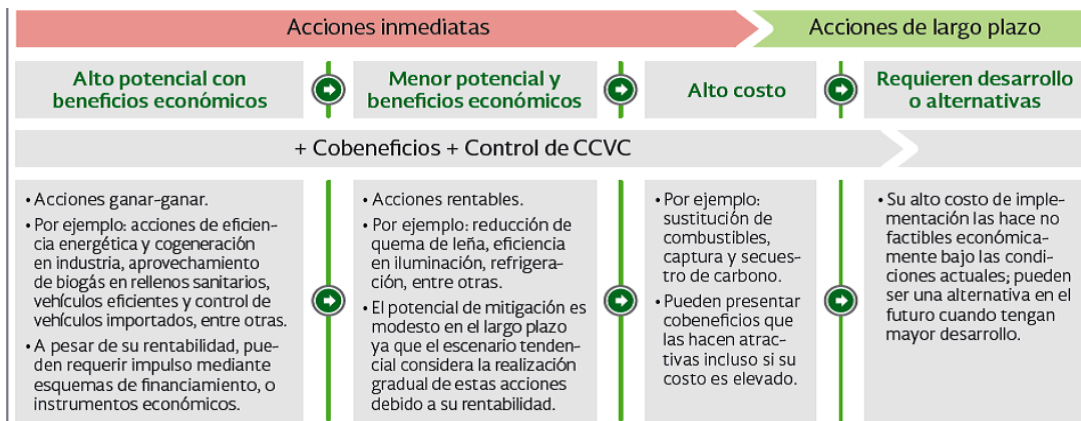 Acciones inmediatas
Acciones de largo plazo
Alto potencial con
beneficios económicos
Menor potencial y
beneficios económicos
Alto costo
Requieren desarrollo
o alternativas
+ Cobeneficios + Control de CCVC
• Acciones ganar-ganar.
• Por ejemplo: acciones de eficien-
cia energética y cogeneración
en industria, aprovechamiento
de biogás en rellenos sanitarios,
vehículos eficientes y control de
vehículos importados, entre otras.
• A pesar de su rentabilidad, pue-
den requerir impulso mediante
esquemas de financiamiento, o
instrumentos económicos.
• Acciones rentables.
• Por ejemplo: reducción de
quema de leña, eficiencia
en iluminación, refrigera-
ción, entre otras.
• El potencial de mitigación es
modesto en el largo plazo
ya que el escenario tenden-
cial considera la realización
gradual de estas acciones
debido a su rentabilidad.
• Por ejemplo:
sustitución de
combustibles,
captura y secues-
tro de carbono.
• Pueden presentar
cobeneficios que
las hacen atrac-
tivas incluso si su
costo es elevado.
• Su alto costo de imple-
mentación las hace no
factibles económica-
mente bajo las condi-
ciones actuales; pueden
ser una alternativa en el
futuro cuando tengan
mayor desarrollo.